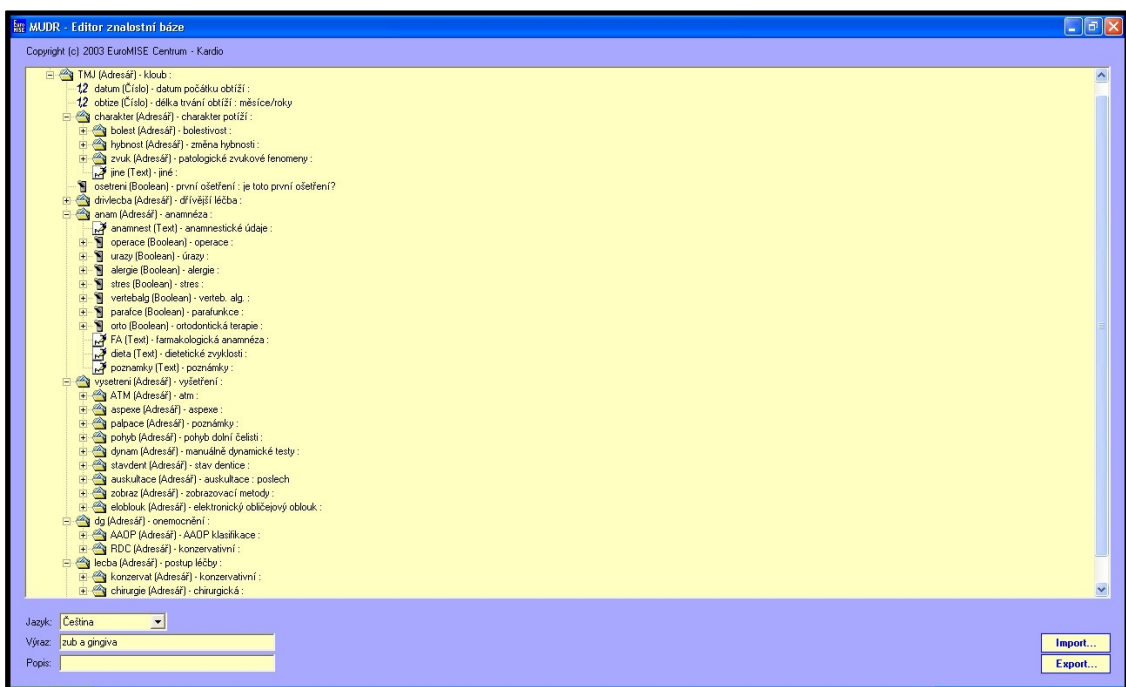 Euro MISE MUDR - Editor znalostní báze
Copyright (c) 2003 EuroMISE Centrum - Kardio
TMJ (Adresář) - kloub :
1,2 datum (Číslo) - datum počátku obtíží :
1,2 obtize (Číslo) - délka trvání obtíží : měsíce/roky
charakter (Adresář) - charakter potíží :
bolest (Adresář) - bolestivost :
hybnost (Adresář) - změna hybnosti :
zvuk (Adresář) - patologické zvukové fenomeny :
jine (Text) - jiné :
osetreni (Boolean) - první ošetření : je toto první ošetření?
drivlecba (Adresář) - dřívější léčba :
anam (Adresář) - anamnéza :
anamnest (Text) - anamnestické údaje :
operace (Boolean) - operace :
urazy (Boolean) - úrazy :
alergie (Boolean) - alergie :
stres (Boolean) - stres :
vertebalg (Boolean) - verteb. alg. :
parafce (Boolean) - parafunkce :
orto (Boolean) - ortodontická terapie :
FA (Text) - farmakologická anamnéza :
dieta (Text) - dietetické zvyklosti :
poznamky (Text) - poznámky :
vysetreni (Adresář) - vyšetření :
ATM (Adresář) - atm :
aspexe (Adresář) - aspexe :
palpace (Adresář) - poznámky :
pohyb (Adresář) - pohyb dolní čelisti :
dynam (Adresář) - manuálně dynamické testy :
stavdent (Adresář) - stav dentice :
auskultace (Adresář) - auskultace : poslech
zobraz (Adresář) - zobrazovací metody :
eloblouk (Adresář) - elektronický obličejový oblouk :
dg (Adresář) - onemocnění :
AAOP (Adresář) - AAOP klasifikace :
RDC (Adresář) - konzervativní :
lecba (Adresář) - postup léčby :
konzervat (Adresář) - konzervativní :
chirurgie (Adresář) - chirurgická :
Jazyk: Čeština
Výraz: zub a gingiva
Popis:
Import...
Export...